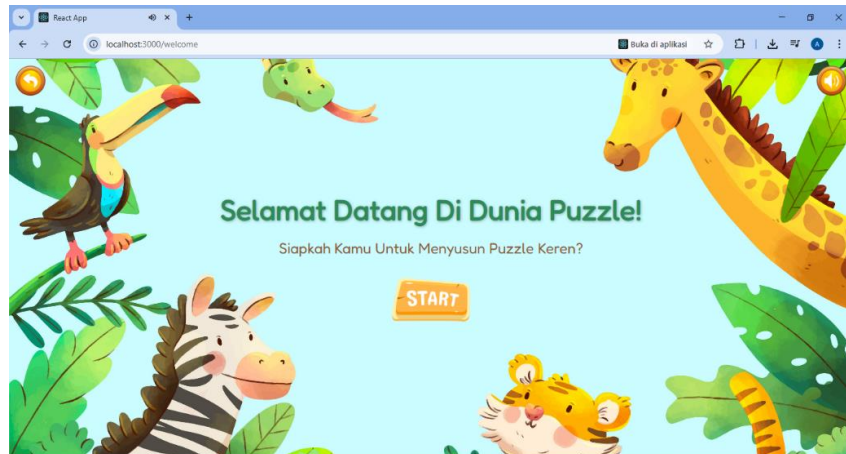 React App
localhost:3000/welcome
Buka di aplikasi
A
Selamat Datang Di Dunia Puzzle!
Siapkah Kamu Untuk Menyusun Puzzle Keren?
START